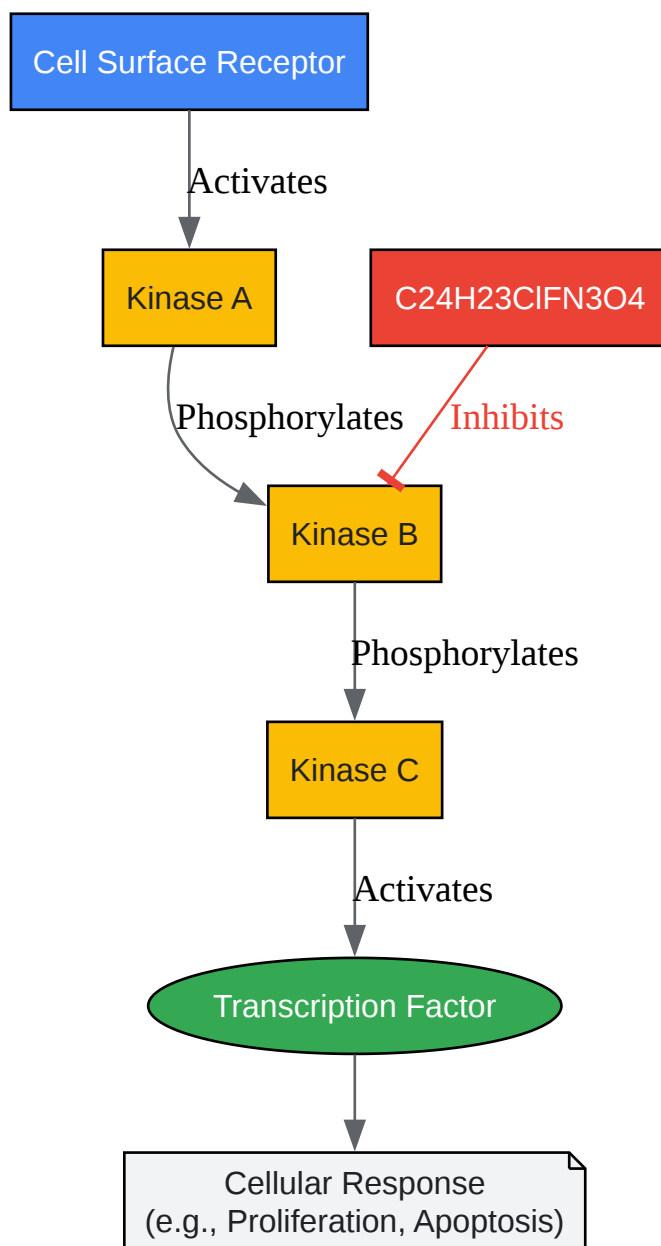 Cell Surface Receptor
Activates
Kinase A
C24H23ClFN3O4
Phosphorylates
Inhibits
Kinase B
Phosphorylates
Kinase C
Activates
Transcription Factor
Cellular Response
(e.g., Proliferation, Apoptosis)